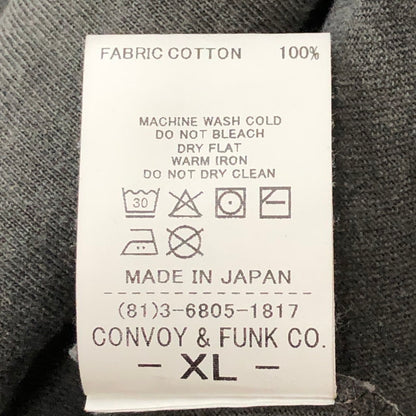 FABRIC COTTON 100%
MACHINE WASH COLD
DO NOT BLEACH
DRY FLAT
WARM IRON
DO NOT DRY CLEAN
30
MADE IN JAPAN
(81)3-6805-1817
CONVOY & FUNK CO.
- XL -